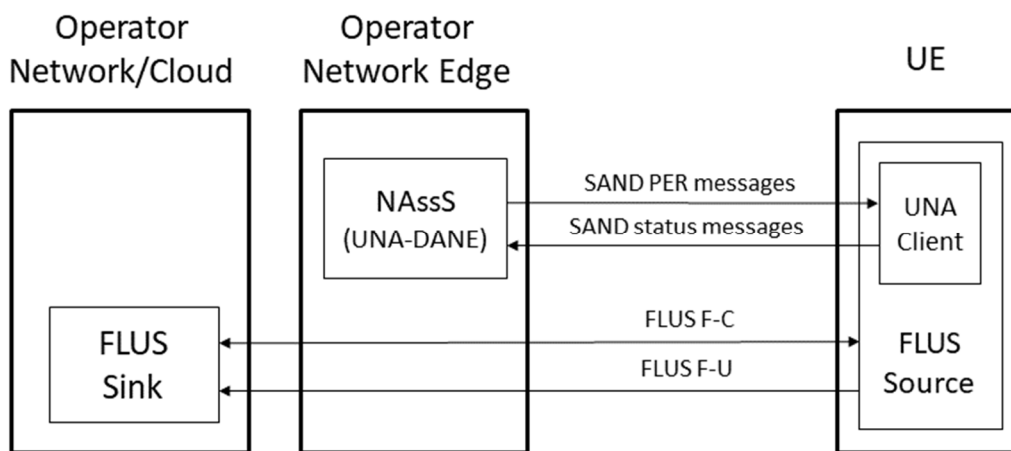 Operator
Network/Cloud
Operator
Network Edge
UE
NAssS
(UNA-DANE)
SAND PER messages
SAND status messages
UNA
Client
FLUS
Sink
FLUS F-C
FLUS F-U
FLUS
Source